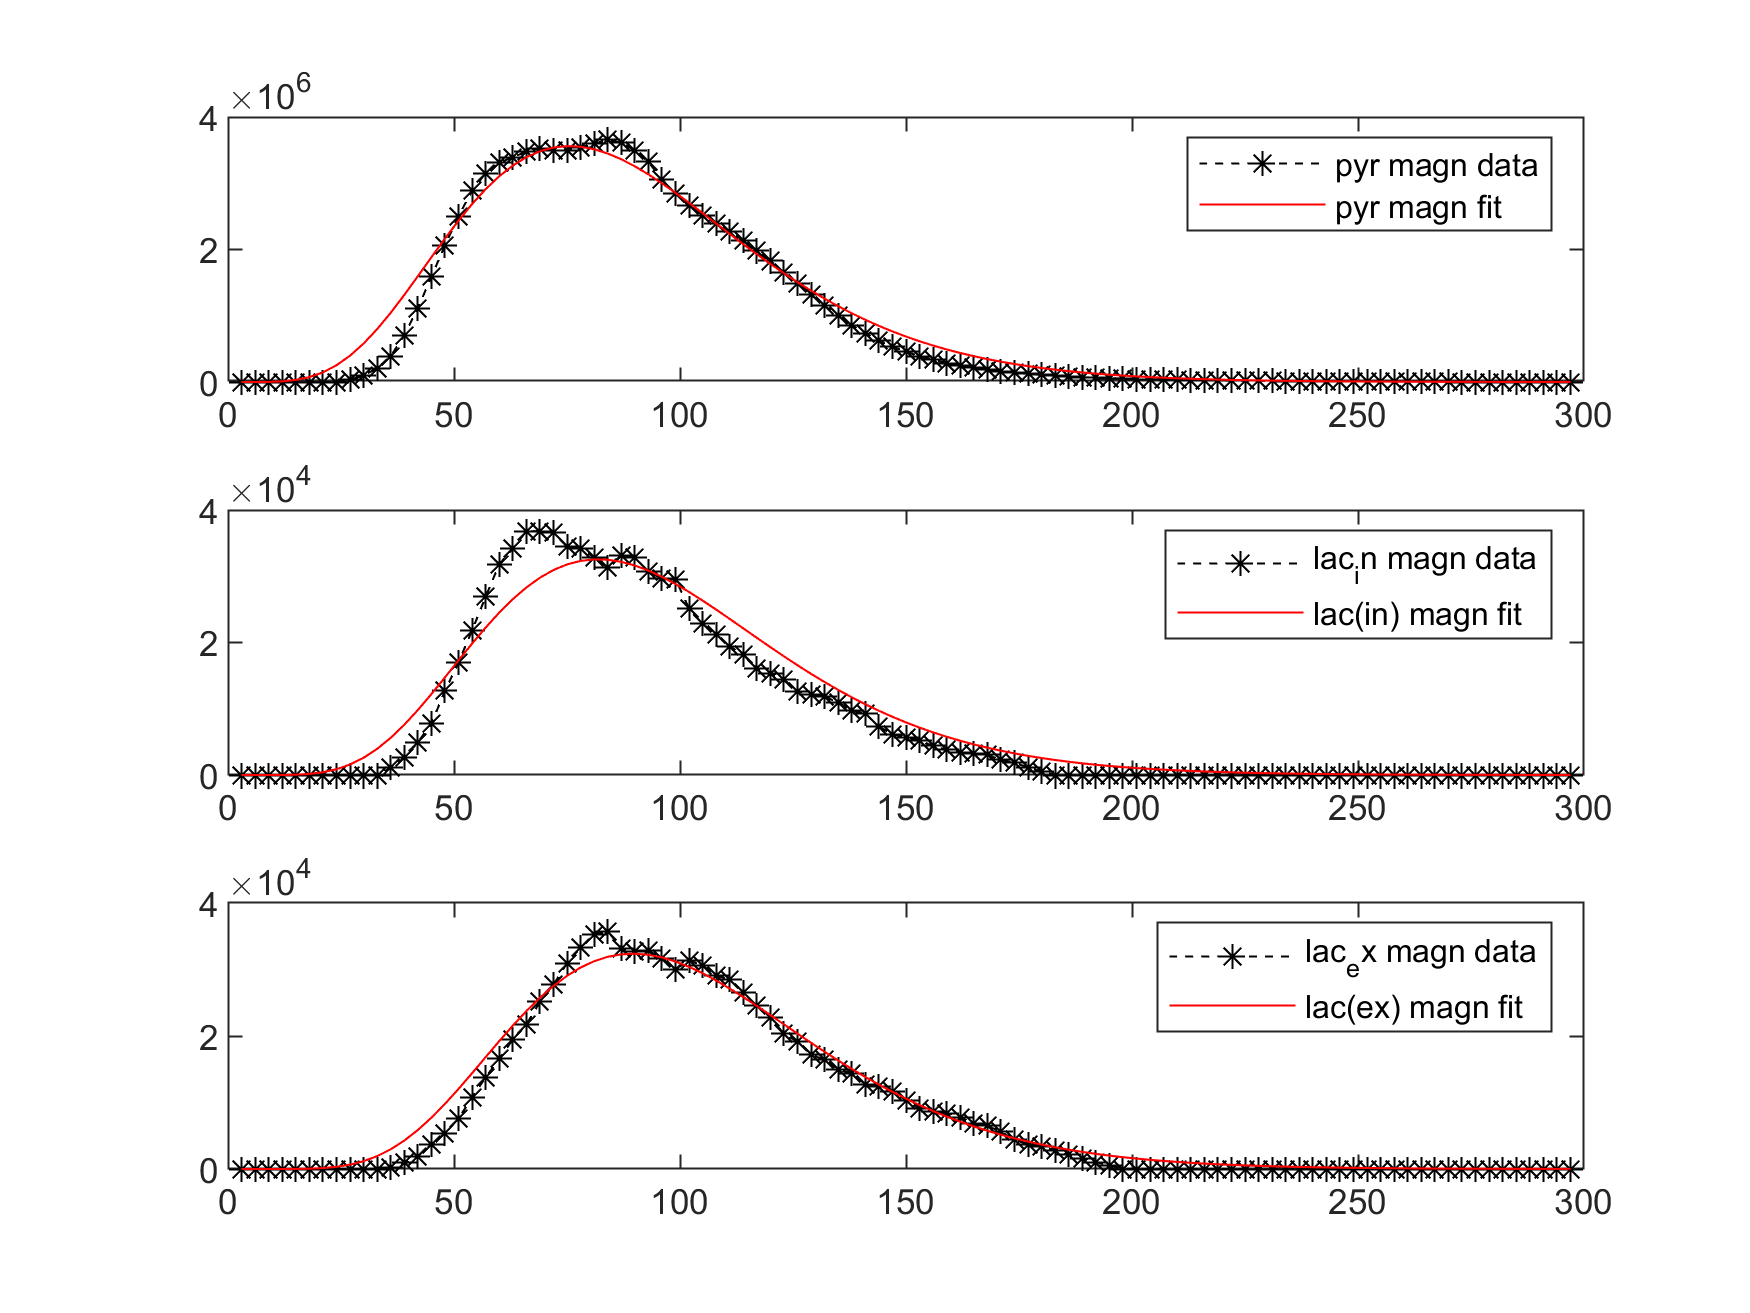 ×10^6
4
2
0
0 50 100 150 200 250 300
pyr magn data
pyr magn fit
×10^4
4
2
0
0 50 100 150 200 250 300
lac_in magn data
lac(in) magn fit
×10^4
4
2
0
0 50 100 150 200 250 300
lac_ex magn data
lac(ex) magn fit